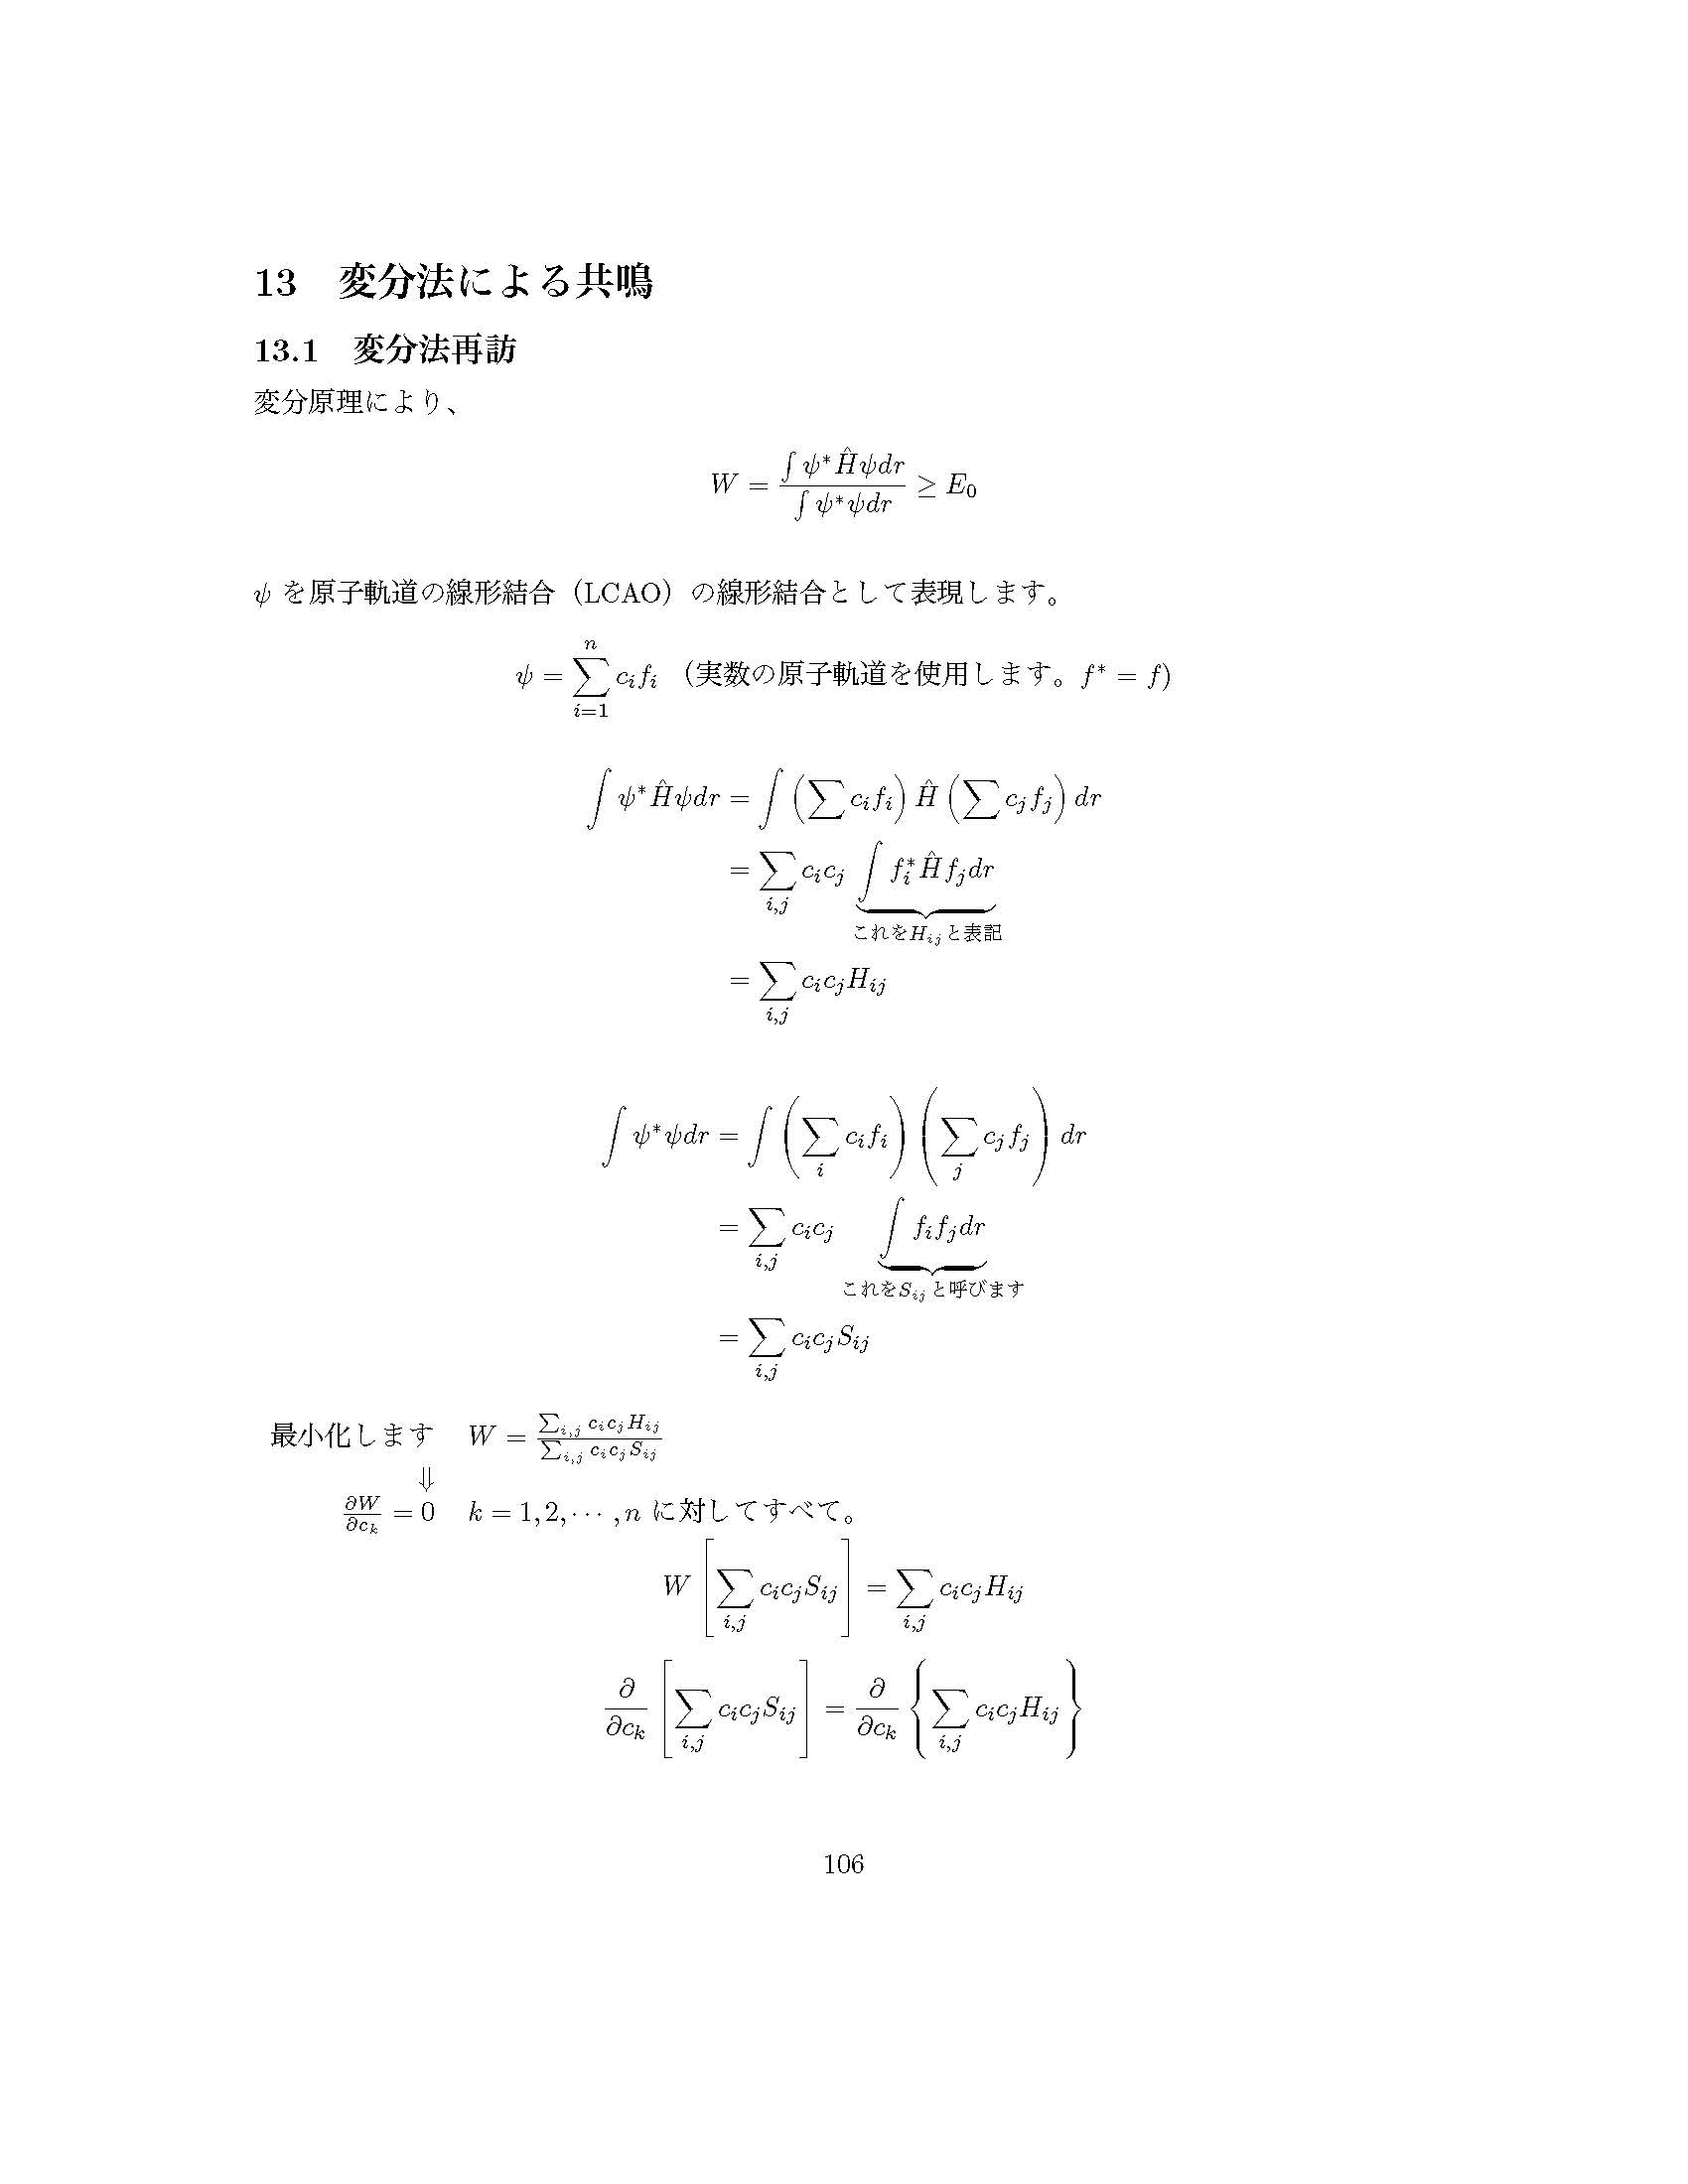 13 変分法による共鳴
13.1 変分法再訪
変分原理により、
$W = \frac{\int \psi^* \hat{H} \psi dr}{\int \psi^* \psi dr} \geq E_0$
$\psi$ を原子軌道の線形結合（LCAO）の線形結合として表現します。
$\psi = \sum_{i=1}^{n} c_i f_i$ （実数の原子軌道を使用します。$f^* = f$)
$\int \psi^* \hat{H} \psi dr = \int \left( \sum c_i f_i \right) \hat{H} \left( \sum c_j f_j \right) dr$
$= \sum_{i,j} c_i c_j \underbrace{\int f_i^* \hat{H} f_j dr}_{これをH_{ij}と表記}$
$= \sum_{i,j} c_i c_j H_{ij}$
$\int \psi^* \psi dr = \int \left( \sum_i c_i f_i \right) \left( \sum_j c_j f_j \right) dr$
$= \sum_{i,j} c_i c_j \underbrace{\int f_i f_j dr}_{これをS_{ij}と呼びます}$
$= \sum_{i,j} c_i c_j S_{ij}$
最小化します $W = \frac{\sum_{i,j} c_i c_j H_{ij}}{\sum_{i,j} c_i c_j S_{ij}}$
$\Downarrow$
$\frac{\partial W}{\partial c_k} = 0$ $k = 1, 2, \cdots, n$ に対してすべて。
$W \left[ \sum_{i,j} c_i c_j S_{ij} \right] = \sum_{i,j} c_i c_j H_{ij}$
$\frac{\partial}{\partial c_k} \left[ \sum_{i,j} c_i c_j S_{ij} \right] = \frac{\partial}{\partial c_k} \left\{ \sum_{i,j} c_i c_j H_{ij} \right\}$
106